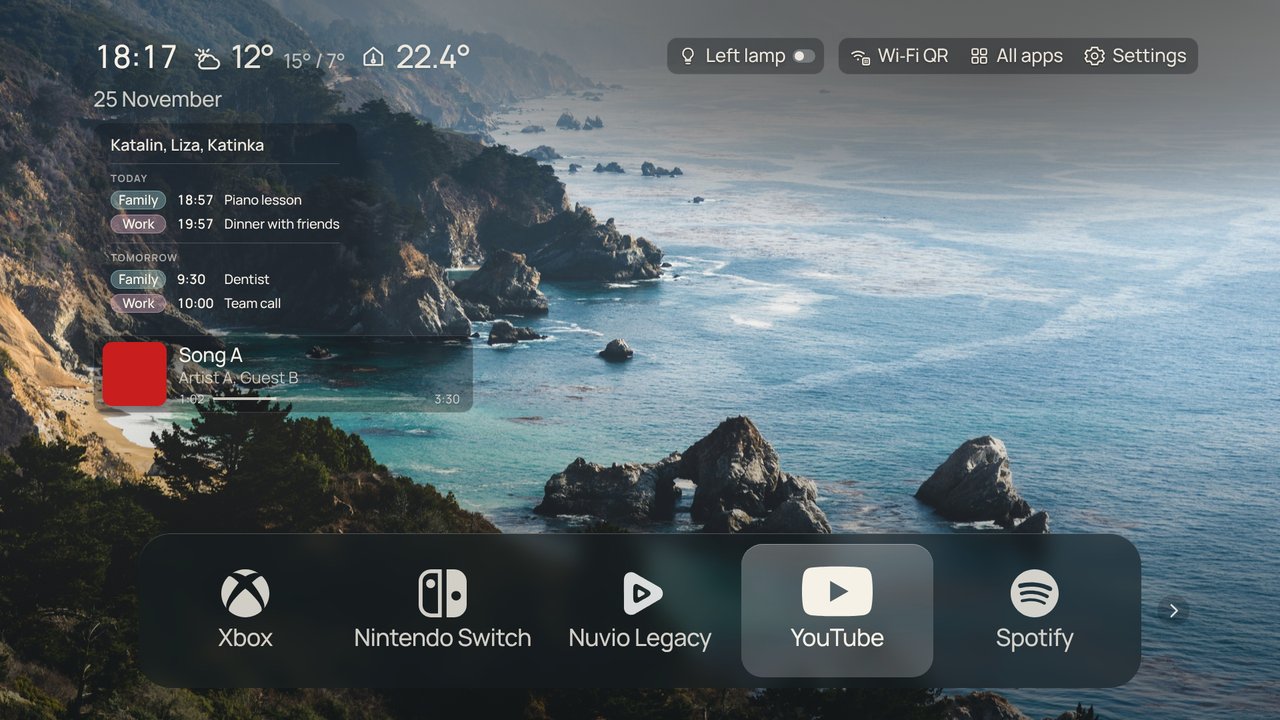 18:17 12° 15° / 7° 22.4°
Left lamp
Wi-Fi QR All apps Settings
25 November
Katalin, Liza, Katinka
TODAY
Family 18:57 Piano lesson
Work 19:57 Dinner with friends
TOMORROW
Family 9:30 Dentist
Work 10:00 Team call
Song A
Artist A, Guest B
1:02 3:30
Xbox Nintendo Switch Nuvio Legacy YouTube Spotify